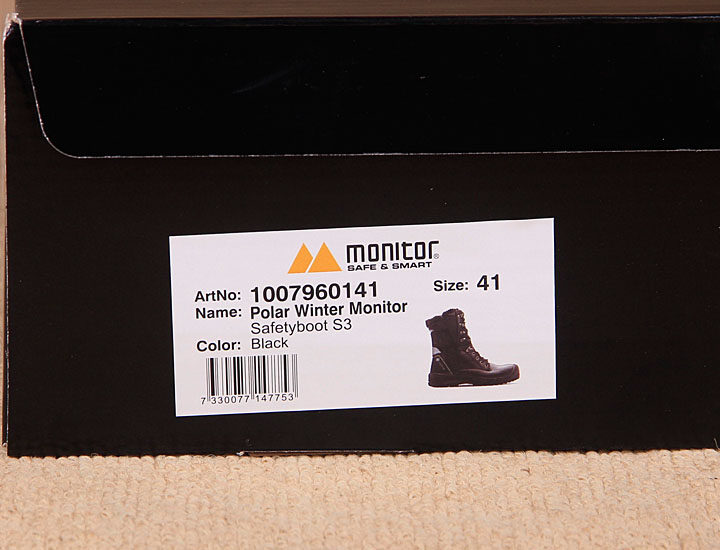 monitor®
SAFE & SMART
ArtNo: 1007960141 Size: 41
Name: Polar Winter Monitor
Safetyboot S3
Color: Black
7 330077 147753